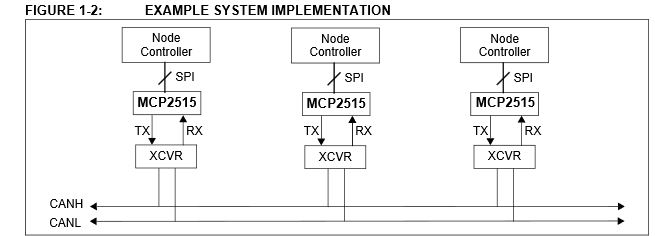 FIGURE 1-2: EXAMPLE SYSTEM IMPLEMENTATION
Node Controller
Node Controller
Node Controller
SPI
SPI
SPI
MCP2515
MCP2515
MCP2515
TX RX
TX RX
TX RX
XCVR
XCVR
XCVR
CANH
CANL